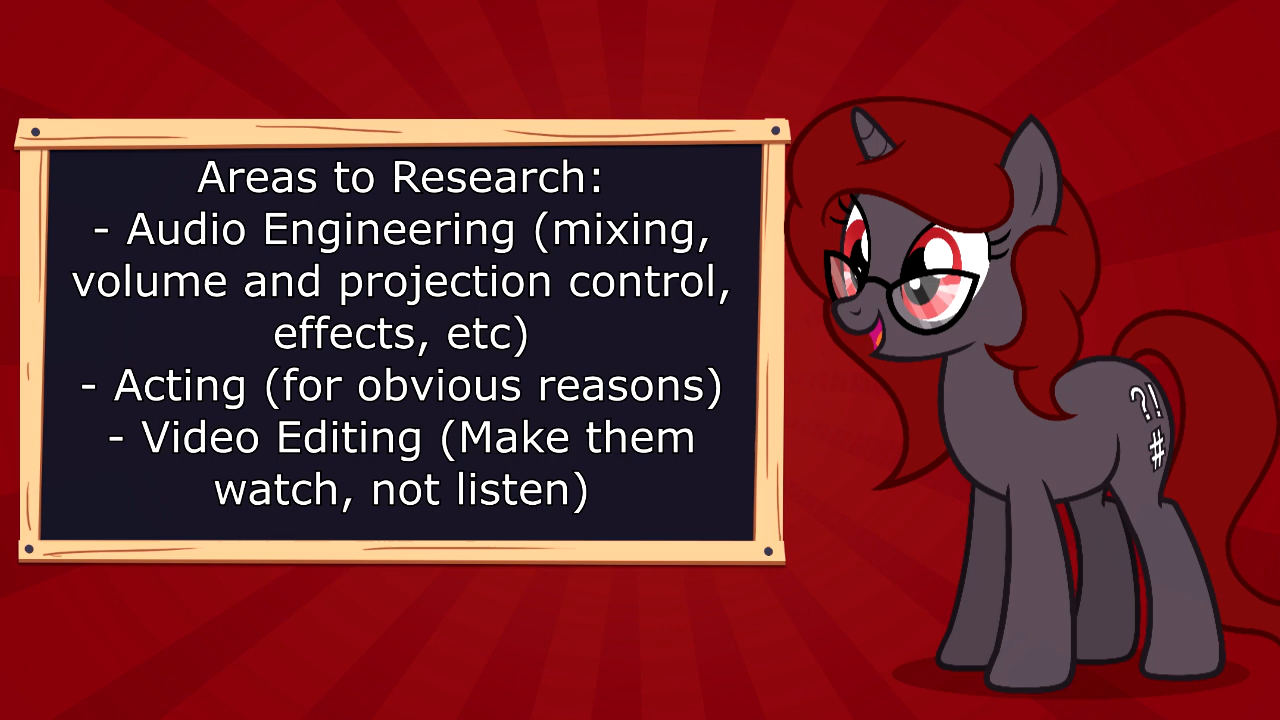 Areas to Research:
- Audio Engineering (mixing,
volume and projection control,
effects, etc)
- Acting (for obvious reasons)
- Video Editing (Make them
watch, not listen)
?!
#